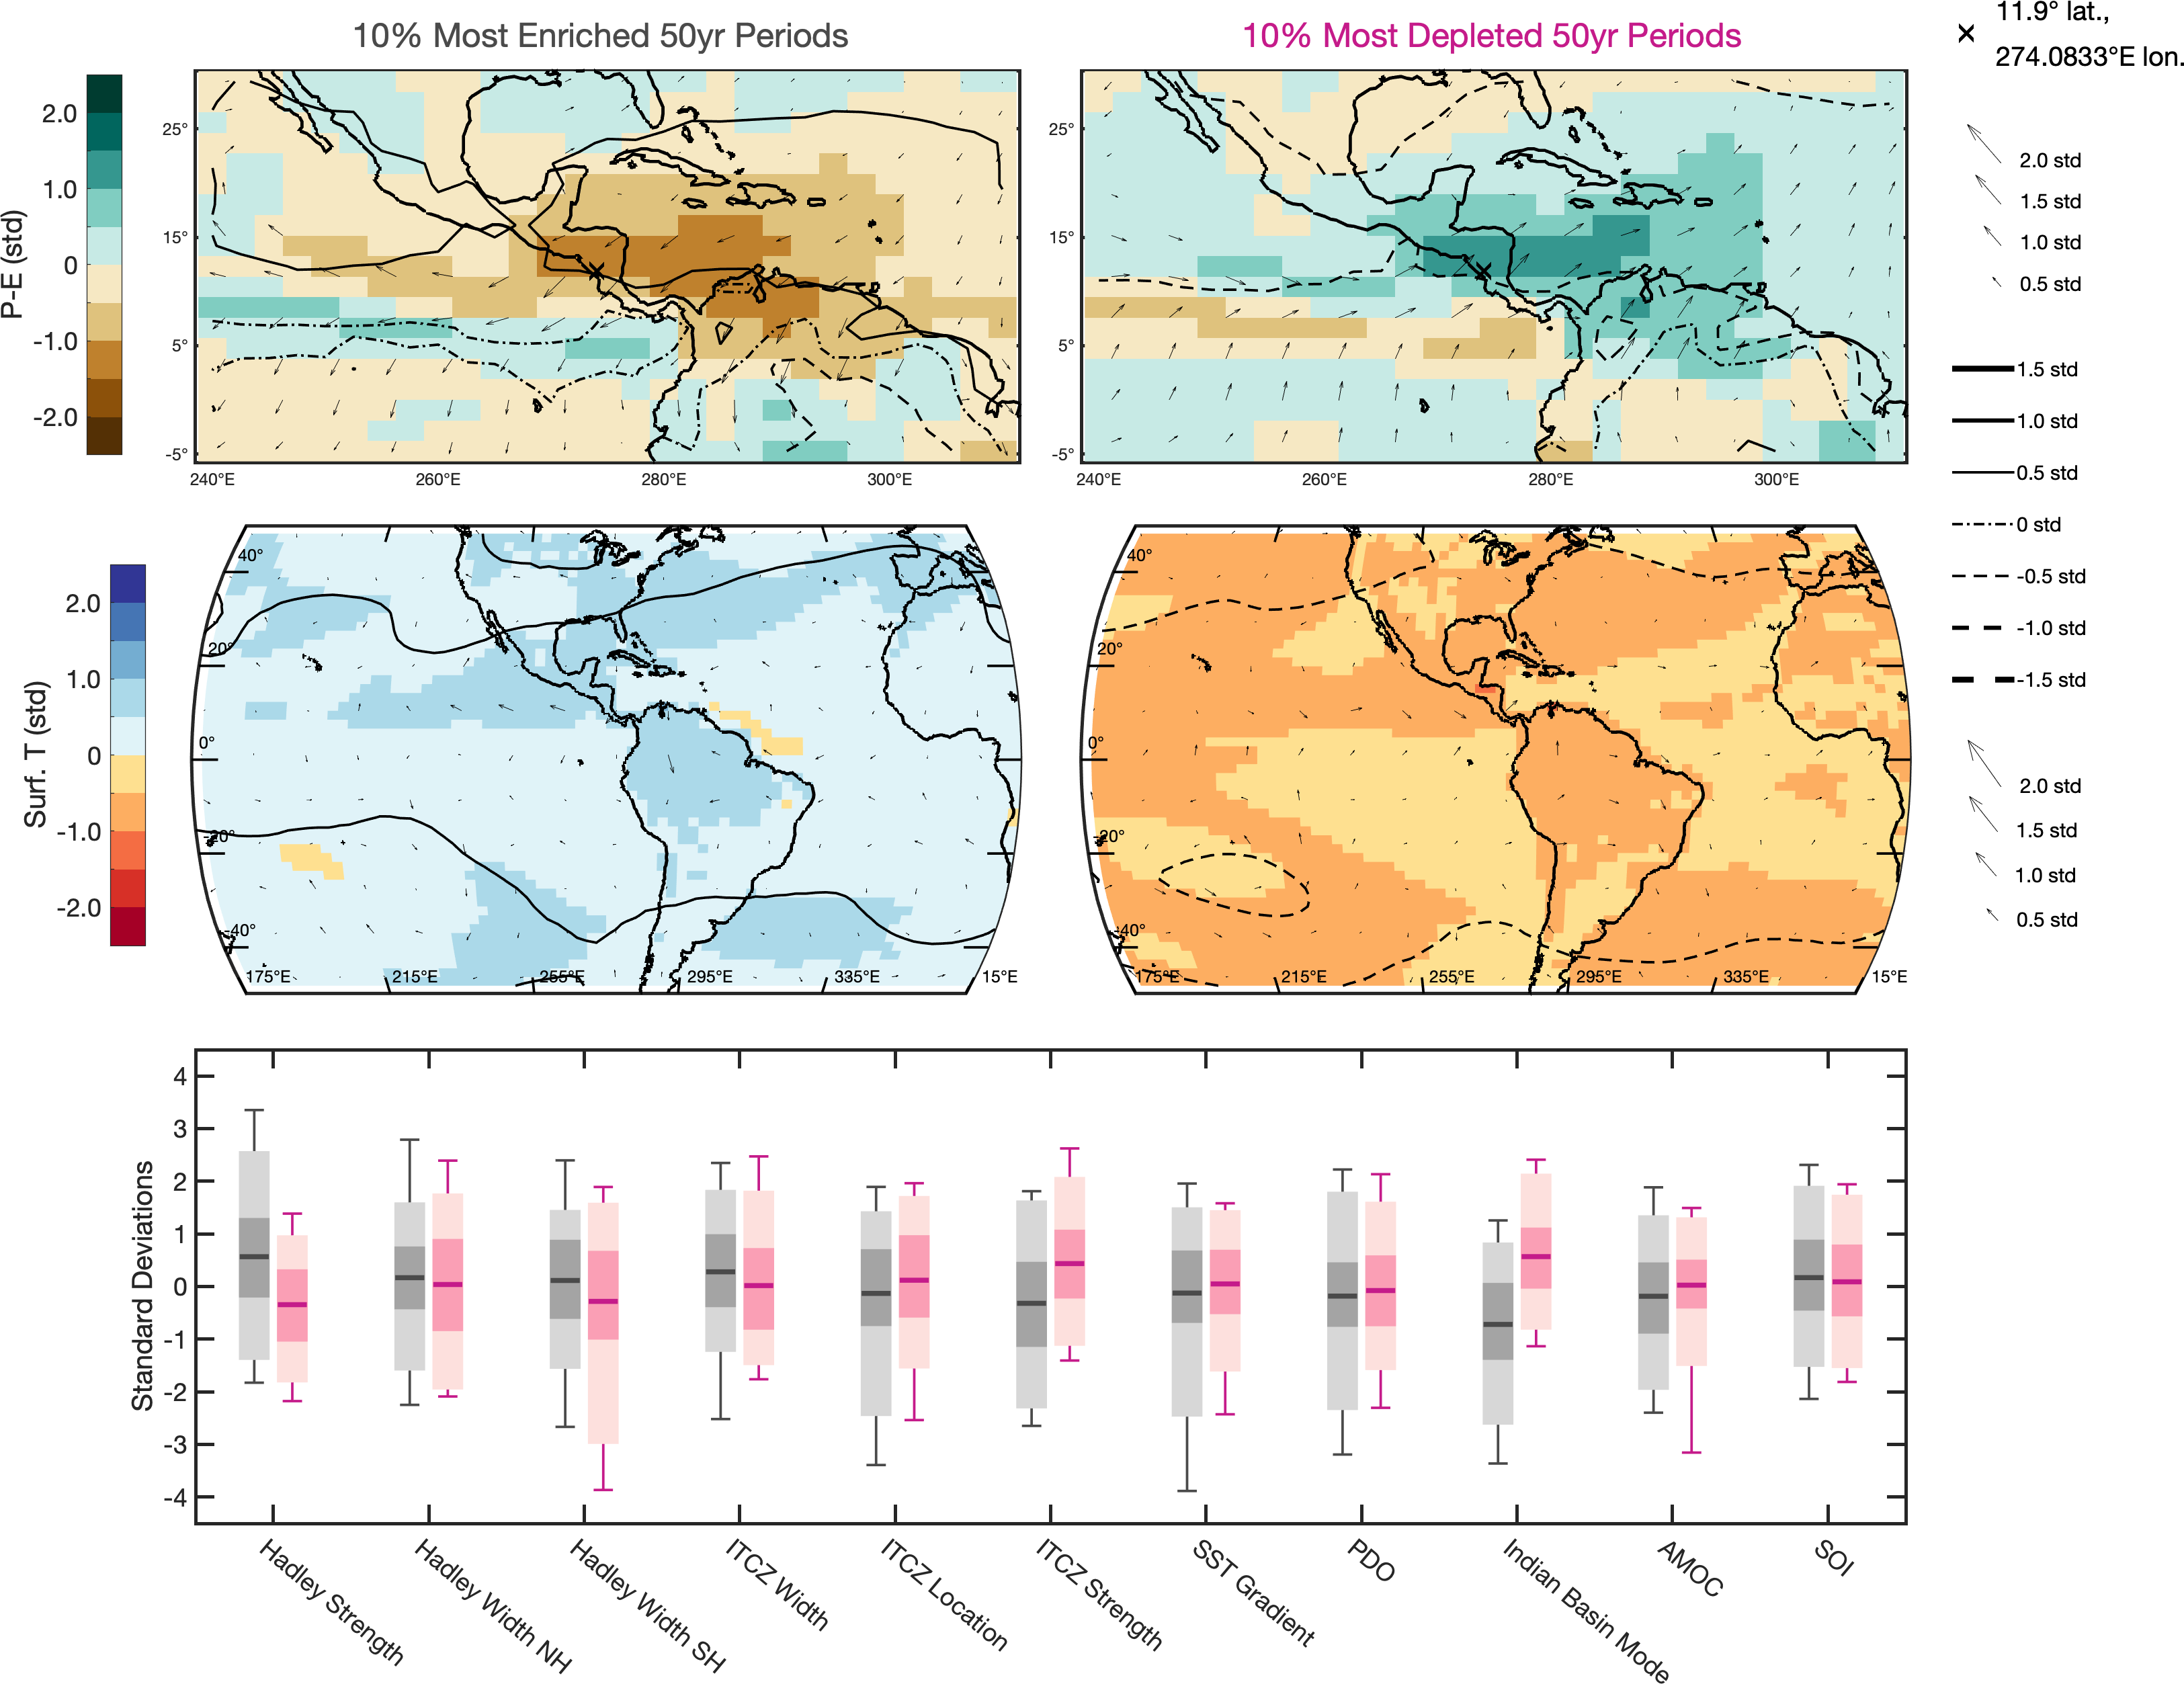 10% Most Enriched 50yr Periods
10% Most Depleted 50yr Periods
11.9° lat.,
274.0833°E lon.
P-E (std)
2.0
1.0
0
-1.0
-2.0
25°
15°
5°
-5°
240°E
260°E
280°E
300°E
25°
15°
5°
-5°
240°E
260°E
280°E
300°E
2.0 std
1.5 std
1.0 std
0.5 std
1.5 std
1.0 std
0.5 std
0 std
-0.5 std
-1.0 std
-1.5 std
Surf. T (std)
2.0
1.0
0
-1.0
-2.0
40°
20°
0°
-20°
-40°
175°E
215°E
255°E
295°E
335°E
15°E
40°
20°
0°
-20°
-40°
175°E
215°E
255°E
295°E
335°E
15°E
2.0 std
1.5 std
1.0 std
0.5 std
Standard Deviations
4
3
2
1
0
-1
-2
-3
-4
Hadley Strength
Hadley Width NH
Hadley Width SH
ITCZ Width
ITCZ Location
ITCZ Strength
SST Gradient
PDO
Indian Basin Mode
AMOC
SOI